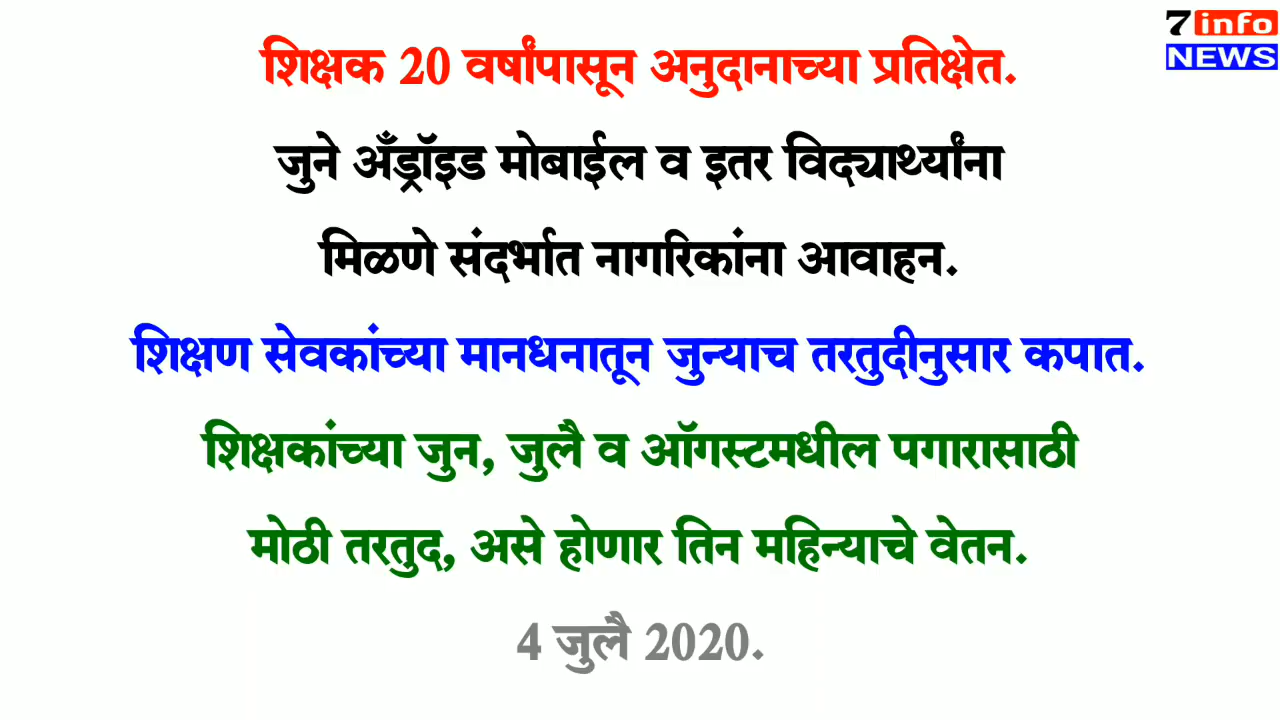 7 info
NEWS
शिक्षक 20 वर्षांपासून अनुदानाच्या प्रतिक्षेत.
जुने अँड्रॉइड मोबाईल व इतर विद्यार्थ्यांना
मिळणे संदर्भात नागरिकांना आवाहन.
शिक्षण सेवकांच्या मानधनातून जुन्याच तरतुदीनुसार कपात.
शिक्षकांच्या जुन, जुलै व ऑगस्टमधील पगारासाठी
मोठी तरतुद, असे होणार तिन महिन्याचे वेतन.
4 जुलै 2020.